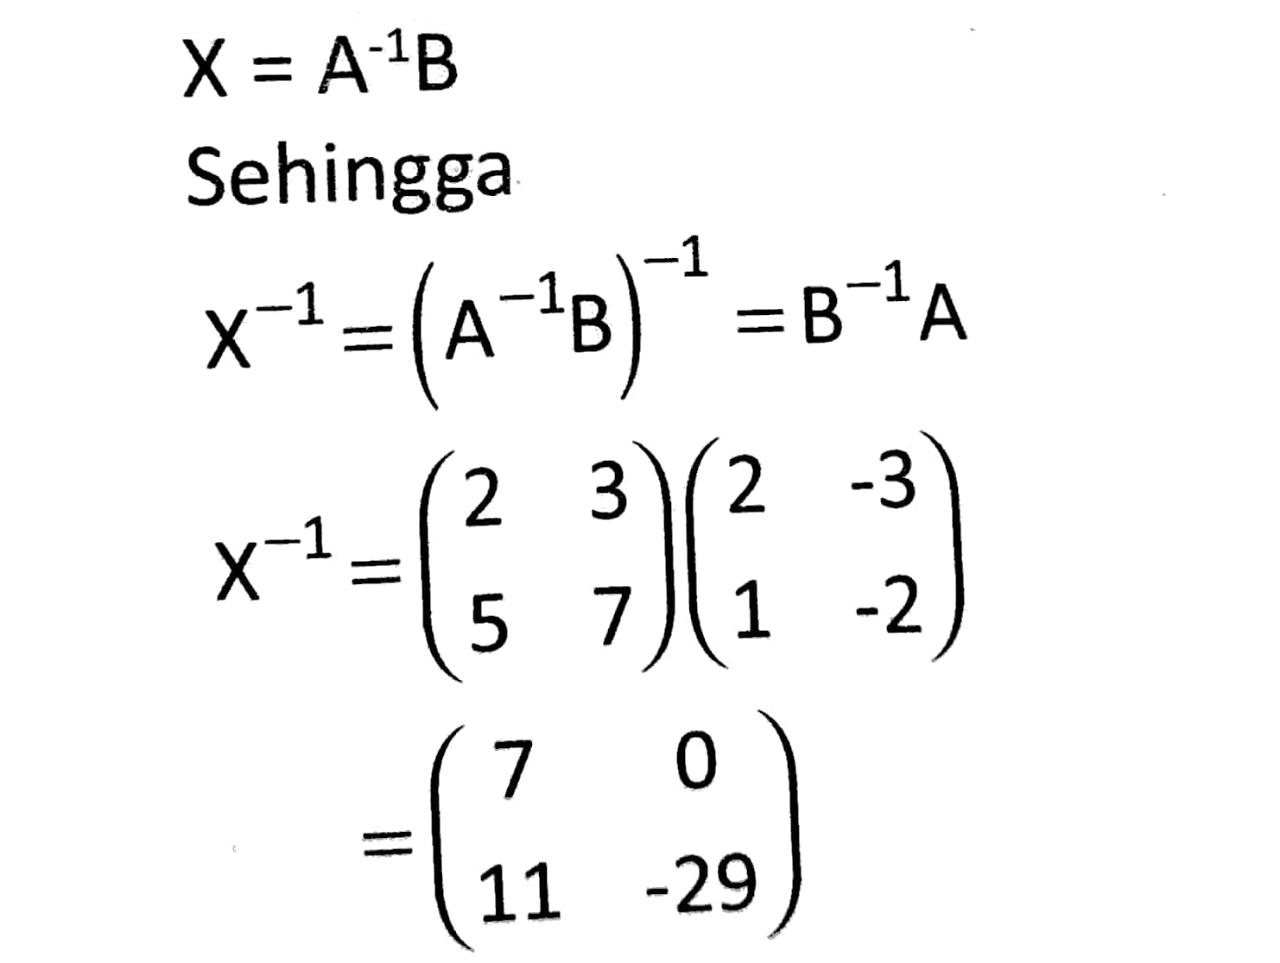 X = A⁻¹B
Sehingga
X⁻¹ = (A⁻¹B)⁻¹ = B⁻¹A
X⁻¹ = (2 3
5 7) (2 -3
1 -2)
= (7 0
11 -29)